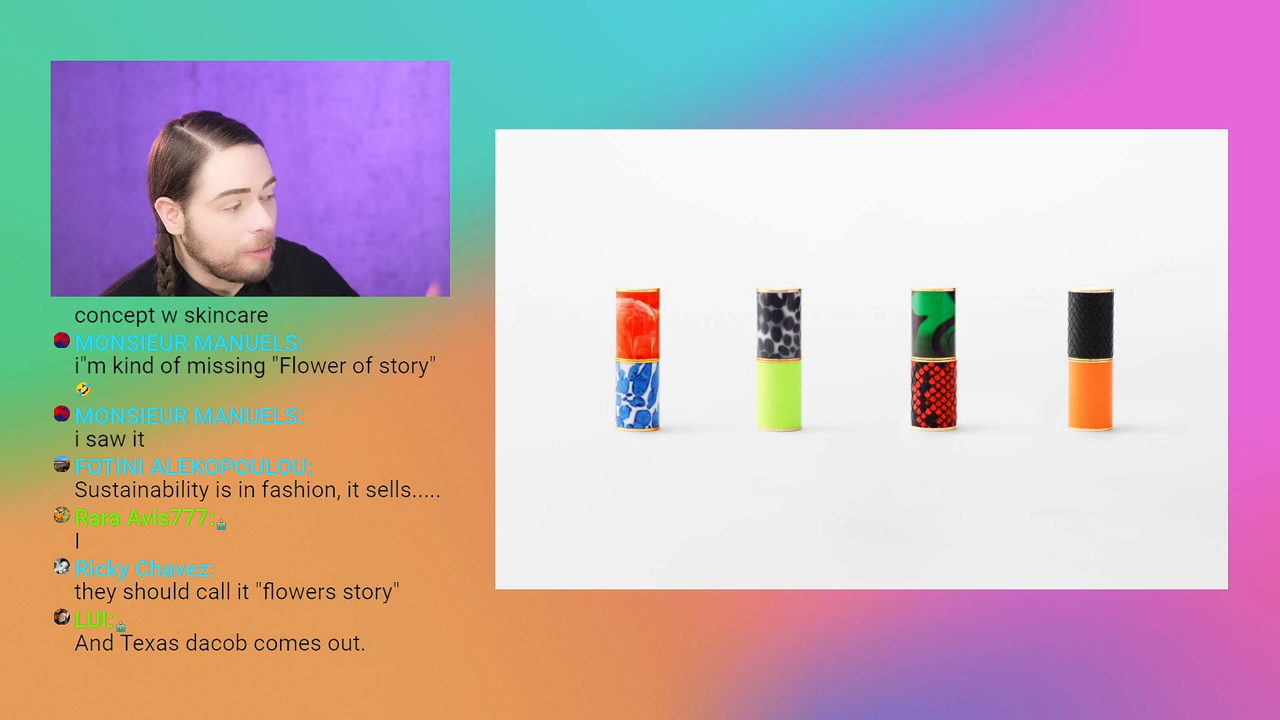 concept w skincare
MONSIEUR MANUELS:
i"m kind of missing "Flower of story"
🤣
MONSIEUR MANUELS:
i saw it
FOTINI ALEKOPOULOU:
Sustainability is in fashion, it sells.....
Rara Avis777:
I
Ricky Chavez:
they should call it "flowers story"
LUI:
And Texas dacob comes out.